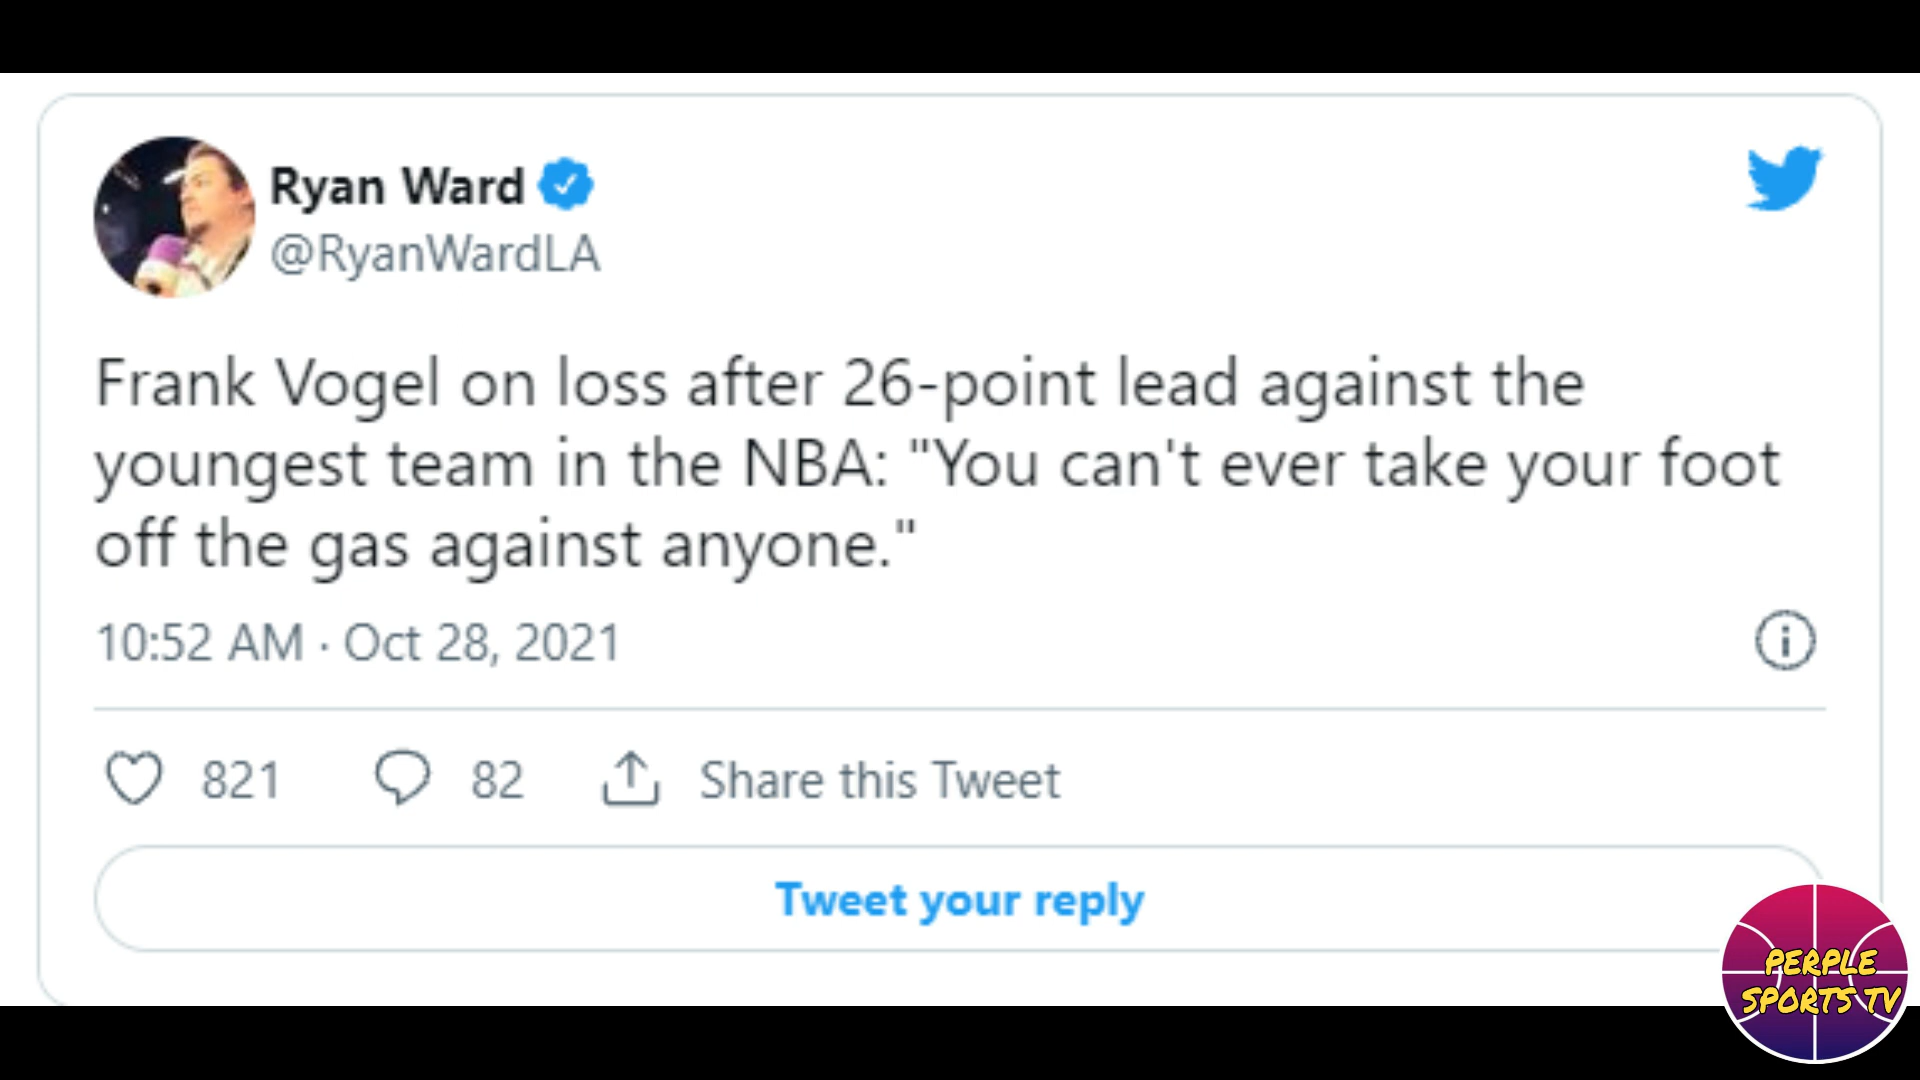 Ryan Ward
@RyanWardLA
Frank Vogel on loss after 26-point lead against the
youngest team in the NBA: "You can't ever take your foot
off the gas against anyone."
10:52 AM · Oct 28, 2021
821 82 Share this Tweet
Tweet your reply
PERPLE
SPORTS TV